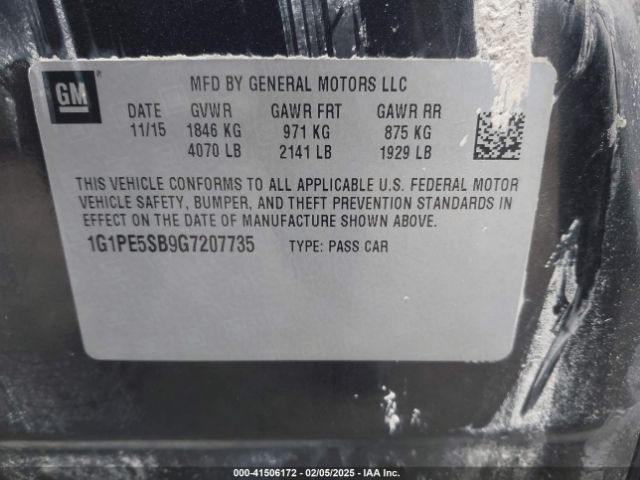 GM ®
MFD BY GENERAL MOTORS LLC
DATE GVWR GAWR FRT GAWR RR
11/15 1846 KG 971 KG 875 KG
4070 LB 2141 LB 1929 LB
THIS VEHICLE CONFORMS TO ALL APPLICABLE U.S. FEDERAL MOTOR
VEHICLE SAFETY, BUMPER, AND THEFT PREVENTION STANDARDS IN
EFFECT ON THE DATE OF MANUFACTURE SHOWN ABOVE.
1G1PE5SB9G7207735 TYPE: PASS CAR
000-41506172 | 02/05/2025 - IAA Inc.